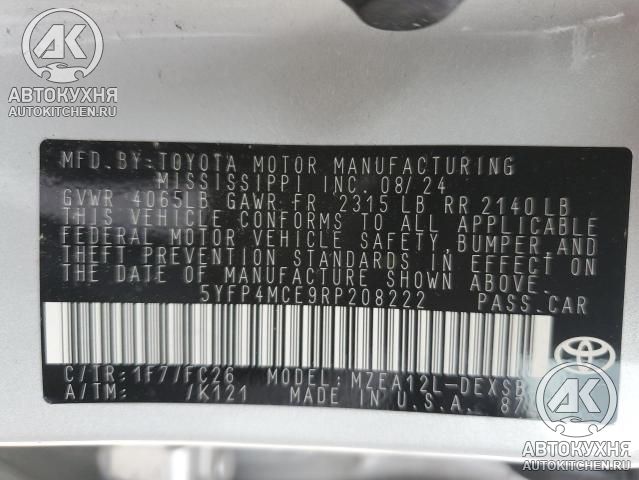 AK
АВТОКУХНЯ
AUTOKITCHEN.RU
MFD. BY: TOYOTA MOTOR MANUFACTURING
MISSISSIPPI INC. 08/24
GVWR 4065LB GAWR FR 2315 LB RR 2140 LB
THIS VEHICLE CONFORMS TO ALL APPLICABLE
FEDERAL MOTOR VEHICLE SAFETY, BUMPER, AND
THEFT PREVENTION STANDARDS IN EFFECT ON
THE DATE OF MANUFACTURE SHOWN ABOVE.
5YFP4MCE9RP208222 PASS. CAR
C/TR: 1F7/FC26 MODEL: MZEA12L-DEXSB
A/TM: /K121 MADE IN U.S.A.
AK
АВТОКУХНЯ
AUTOKITCHEN.RU